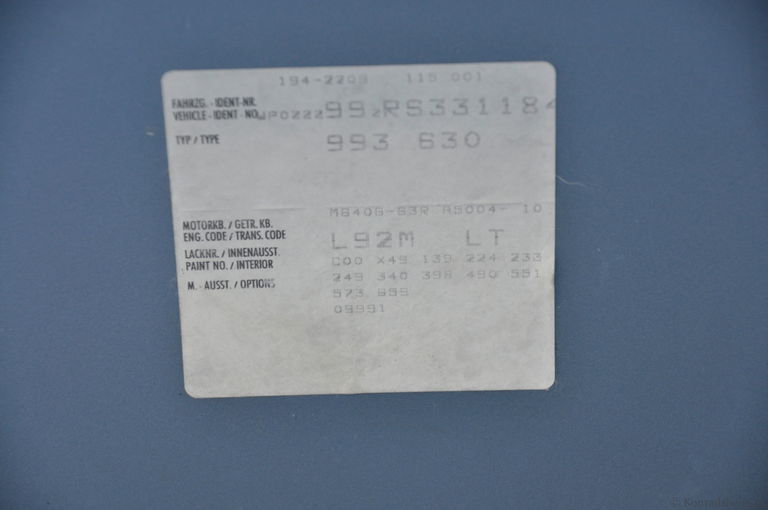 194-2209 115 001
FAHRZG. - IDENT-NR.
VEHICLE - IDENT - NO. WP0ZZZ99ZRS331184
TYP / TYPE 993 630
M6406-63R A5004- 10
MOTORKB. / GETR. KB.
ENG. CODE / TRANS. CODE
L92M LT
LACKNR. / INNENAUSST.
PAINT NO. / INTERIOR
C00 X49 139 224 233
249 340 398 490 551
M. - AUSST. / OPTIONS
573 659
09991